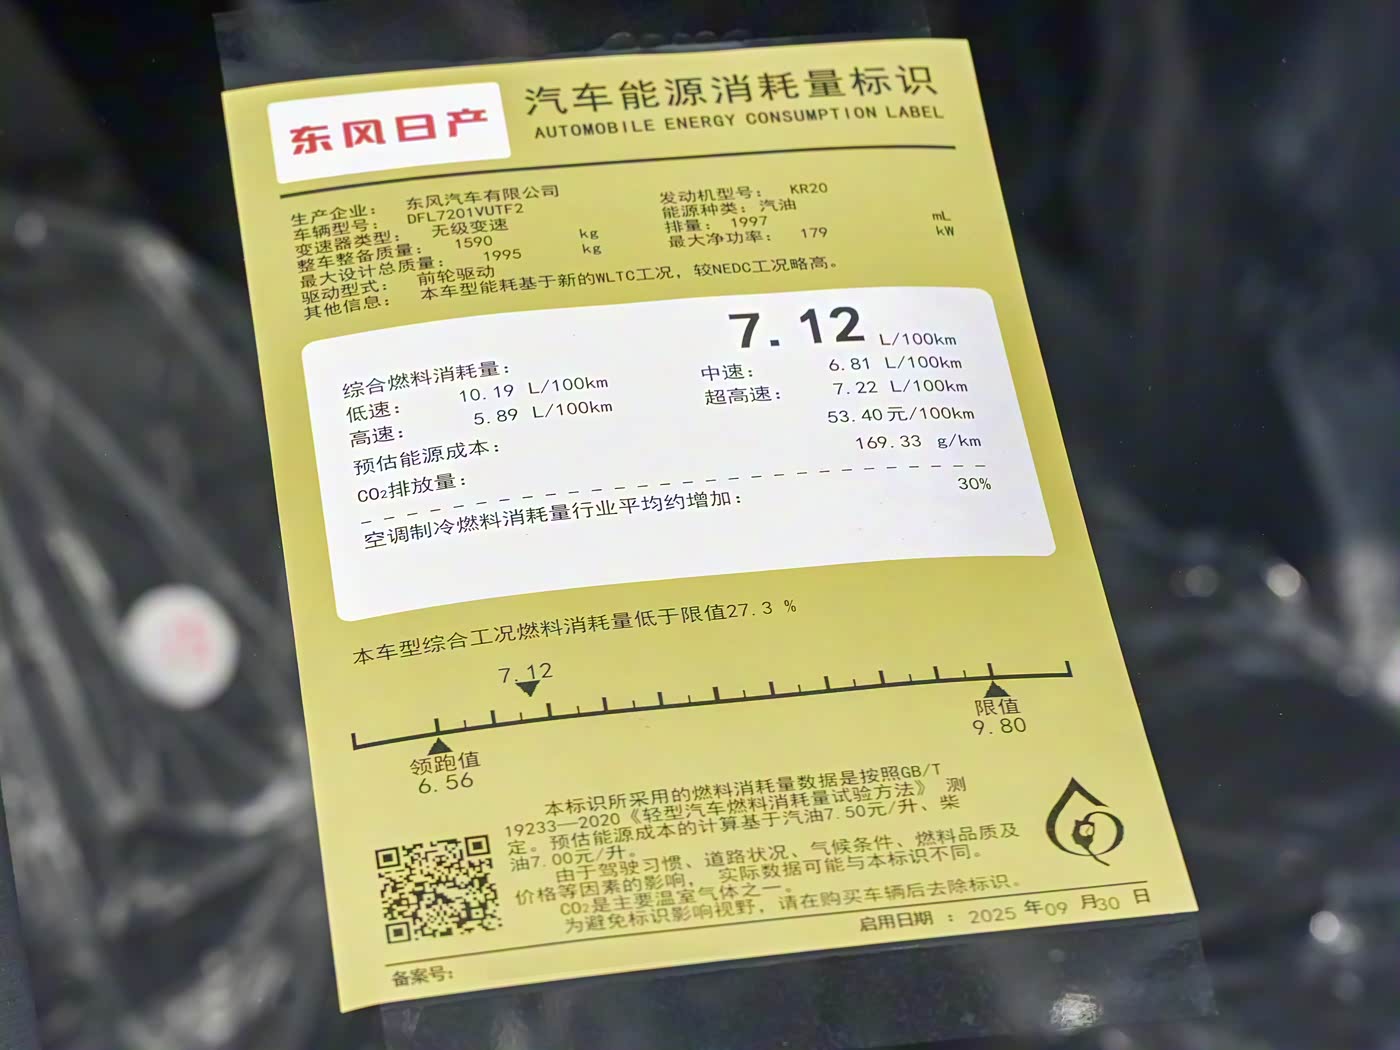 东风日产
汽车能源消耗量标识
AUTOMOBILE ENERGY CONSUMPTION LABEL
生产企业： 东风汽车有限公司
车辆型号： DFL7201VUTF2
变速器类型： 无级变速
整车整备质量： 1590 kg
最大设计总质量： 1995 kg
驱动型式： 前轮驱动
其他信息： 本车型能耗基于新的WLTC工况，较NEDC工况略高。
发动机型号： KR20
能源种类： 汽油
排量： 1997 mL
最大净功率： 179 kW
综合燃料消耗量： 7.12 L/100km
低速： 10.19 L/100km 中速： 6.81 L/100km
高速： 5.89 L/100km 超高速： 7.22 L/100km
预估能源成本： 53.40元/100km
CO₂排放量： 169.33 g/km
空调制冷燃料消耗量行业平均约增加： 30%
本车型综合工况燃料消耗量低于限值27.3 %
7.12
领跑值
6.56
限值
9.80
本标识所采用的燃料消耗量数据是按照GB/T
19233—2020《轻型汽车燃料消耗量试验方法》 测
定。预估能源成本的计算基于汽油7.50元/升、柴
油7.00元/升。
由于驾驶习惯、道路状况、气候条件、燃料品质及
价格等因素的影响， 实际数据可能与本标识不同。
CO₂是主要温室气体之一。
为避免标识影响视野，请在购买车辆后去除标识。
启用日期 ： 2025 年09 月30 日
备案号：